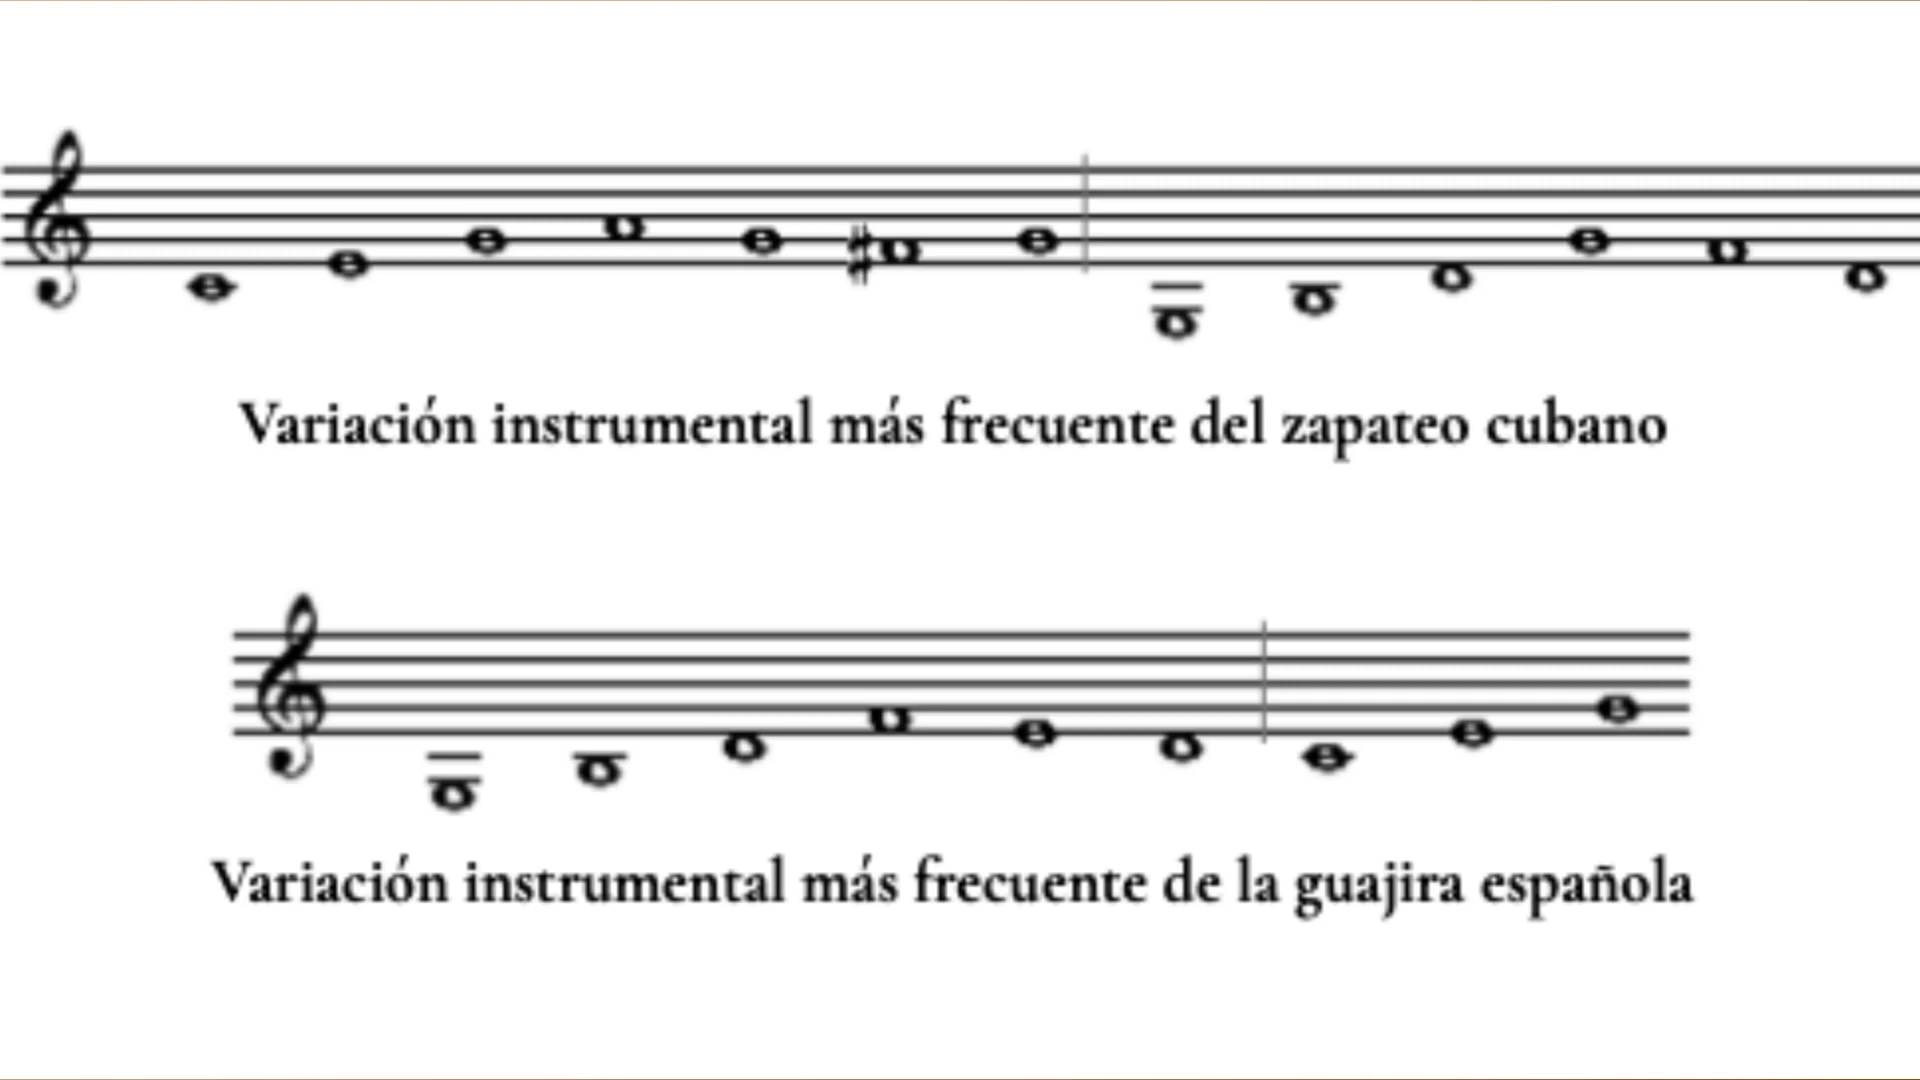 Variación instrumental más frecuente del zapateo cubano
Variación instrumental más frecuente de la guajira española